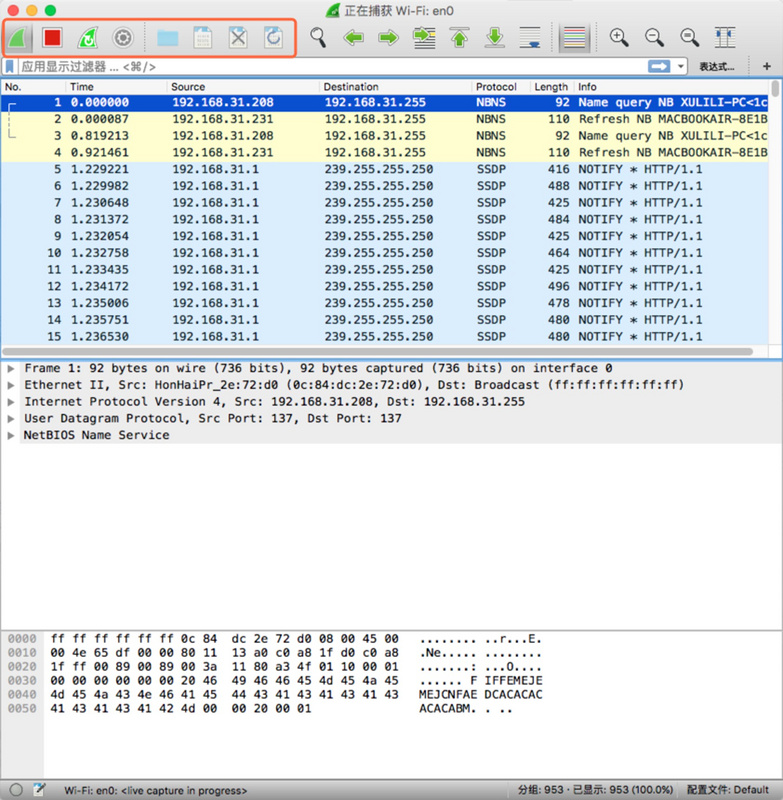 正在捕获 Wi-Fi: en0
应用显示过滤器 ... <⌘/> 表达式... +
No. Time Source Destination Protocol Length Info
1 0.000000 192.168.31.208 192.168.31.255 NBNS 92 Name query NB XULILI-PC<1c
2 0.000087 192.168.31.231 192.168.31.255 NBNS 110 Refresh NB MACBOOKAIR-8E1B
3 0.819213 192.168.31.208 192.168.31.255 NBNS 92 Name query NB XULILI-PC<1c
4 0.921461 192.168.31.231 192.168.31.255 NBNS 110 Refresh NB MACBOOKAIR-8E1B
5 1.229221 192.168.31.1 239.255.255.250 SSDP 416 NOTIFY * HTTP/1.1
6 1.229982 192.168.31.1 239.255.255.250 SSDP 488 NOTIFY * HTTP/1.1
7 1.230648 192.168.31.1 239.255.255.250 SSDP 425 NOTIFY * HTTP/1.1
8 1.231372 192.168.31.1 239.255.255.250 SSDP 484 NOTIFY * HTTP/1.1
9 1.232054 192.168.31.1 239.255.255.250 SSDP 425 NOTIFY * HTTP/1.1
10 1.232758 192.168.31.1 239.255.255.250 SSDP 464 NOTIFY * HTTP/1.1
11 1.233435 192.168.31.1 239.255.255.250 SSDP 425 NOTIFY * HTTP/1.1
12 1.234172 192.168.31.1 239.255.255.250 SSDP 496 NOTIFY * HTTP/1.1
13 1.235006 192.168.31.1 239.255.255.250 SSDP 478 NOTIFY * HTTP/1.1
14 1.235751 192.168.31.1 239.255.255.250 SSDP 480 NOTIFY * HTTP/1.1
15 1.236530 192.168.31.1 239.255.255.250 SSDP 480 NOTIFY * HTTP/1.1
Frame 1: 92 bytes on wire (736 bits), 92 bytes captured (736 bits) on interface 0
Ethernet II, Src: HonHaiPr_2e:72:d0 (0c:84:dc:2e:72:d0), Dst: Broadcast (ff:ff:ff:ff:ff:ff)
Internet Protocol Version 4, Src: 192.168.31.208, Dst: 192.168.31.255
User Datagram Protocol, Src Port: 137, Dst Port: 137
NetBIOS Name Service
0000 ff ff ff ff ff ff 0c 84 dc 2e 72 d0 08 00 45 00 ........ ..r...E.
0010 00 4e 65 df 00 00 80 11 13 a0 c0 a8 1f d0 c0 a8 .Ne..... ........
0020 1f ff 00 89 00 89 00 3a 11 80 a3 4f 01 10 00 01 .......: ...O....
0030 00 00 00 00 00 00 20 46 49 46 46 45 4d 45 4a 45 ...... F IFFEMEJE
0040 4d 45 4a 43 4e 46 41 45 44 43 41 43 41 43 41 43 MEJCNFAE DCACACAC
0050 41 43 41 43 41 42 4d 00 00 20 00 01 ACACABM. . ..
Wi-Fi: en0: <live capture in progress> 分组: 953 · 已显示: 953 (100.0%) 配置文件: Default